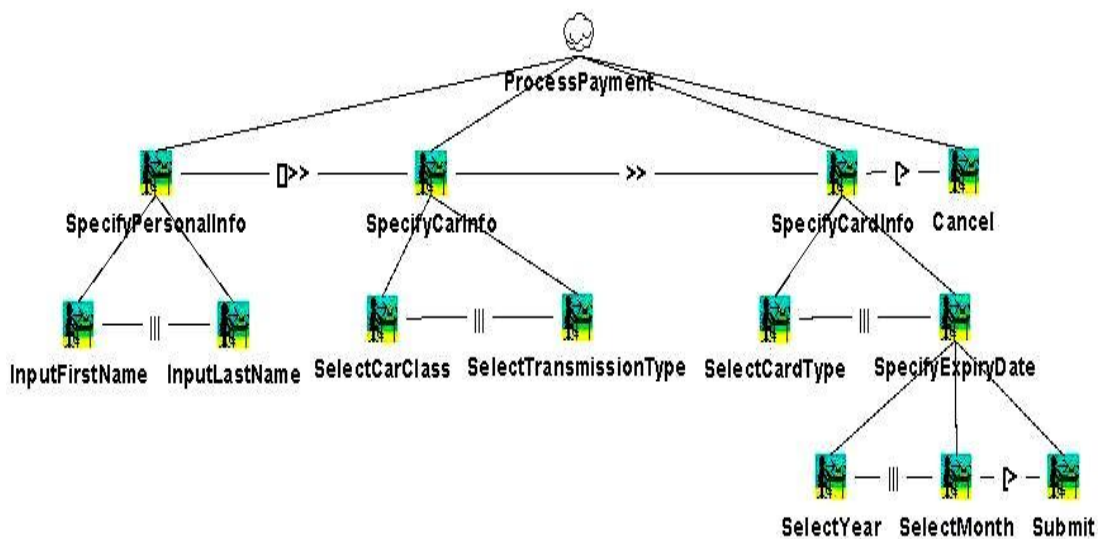 ProcessPayment
[]>> >> [>
SpecifyPersonalInfo SpecifyCarInfo SpecifyCardInfo Cancel
||| ||| |||
InputFirstName InputLastName SelectCarClass SelectTransmissionType SelectCardType SpecifyExpiryDate
||| [>
SelectYear SelectMonth Submit